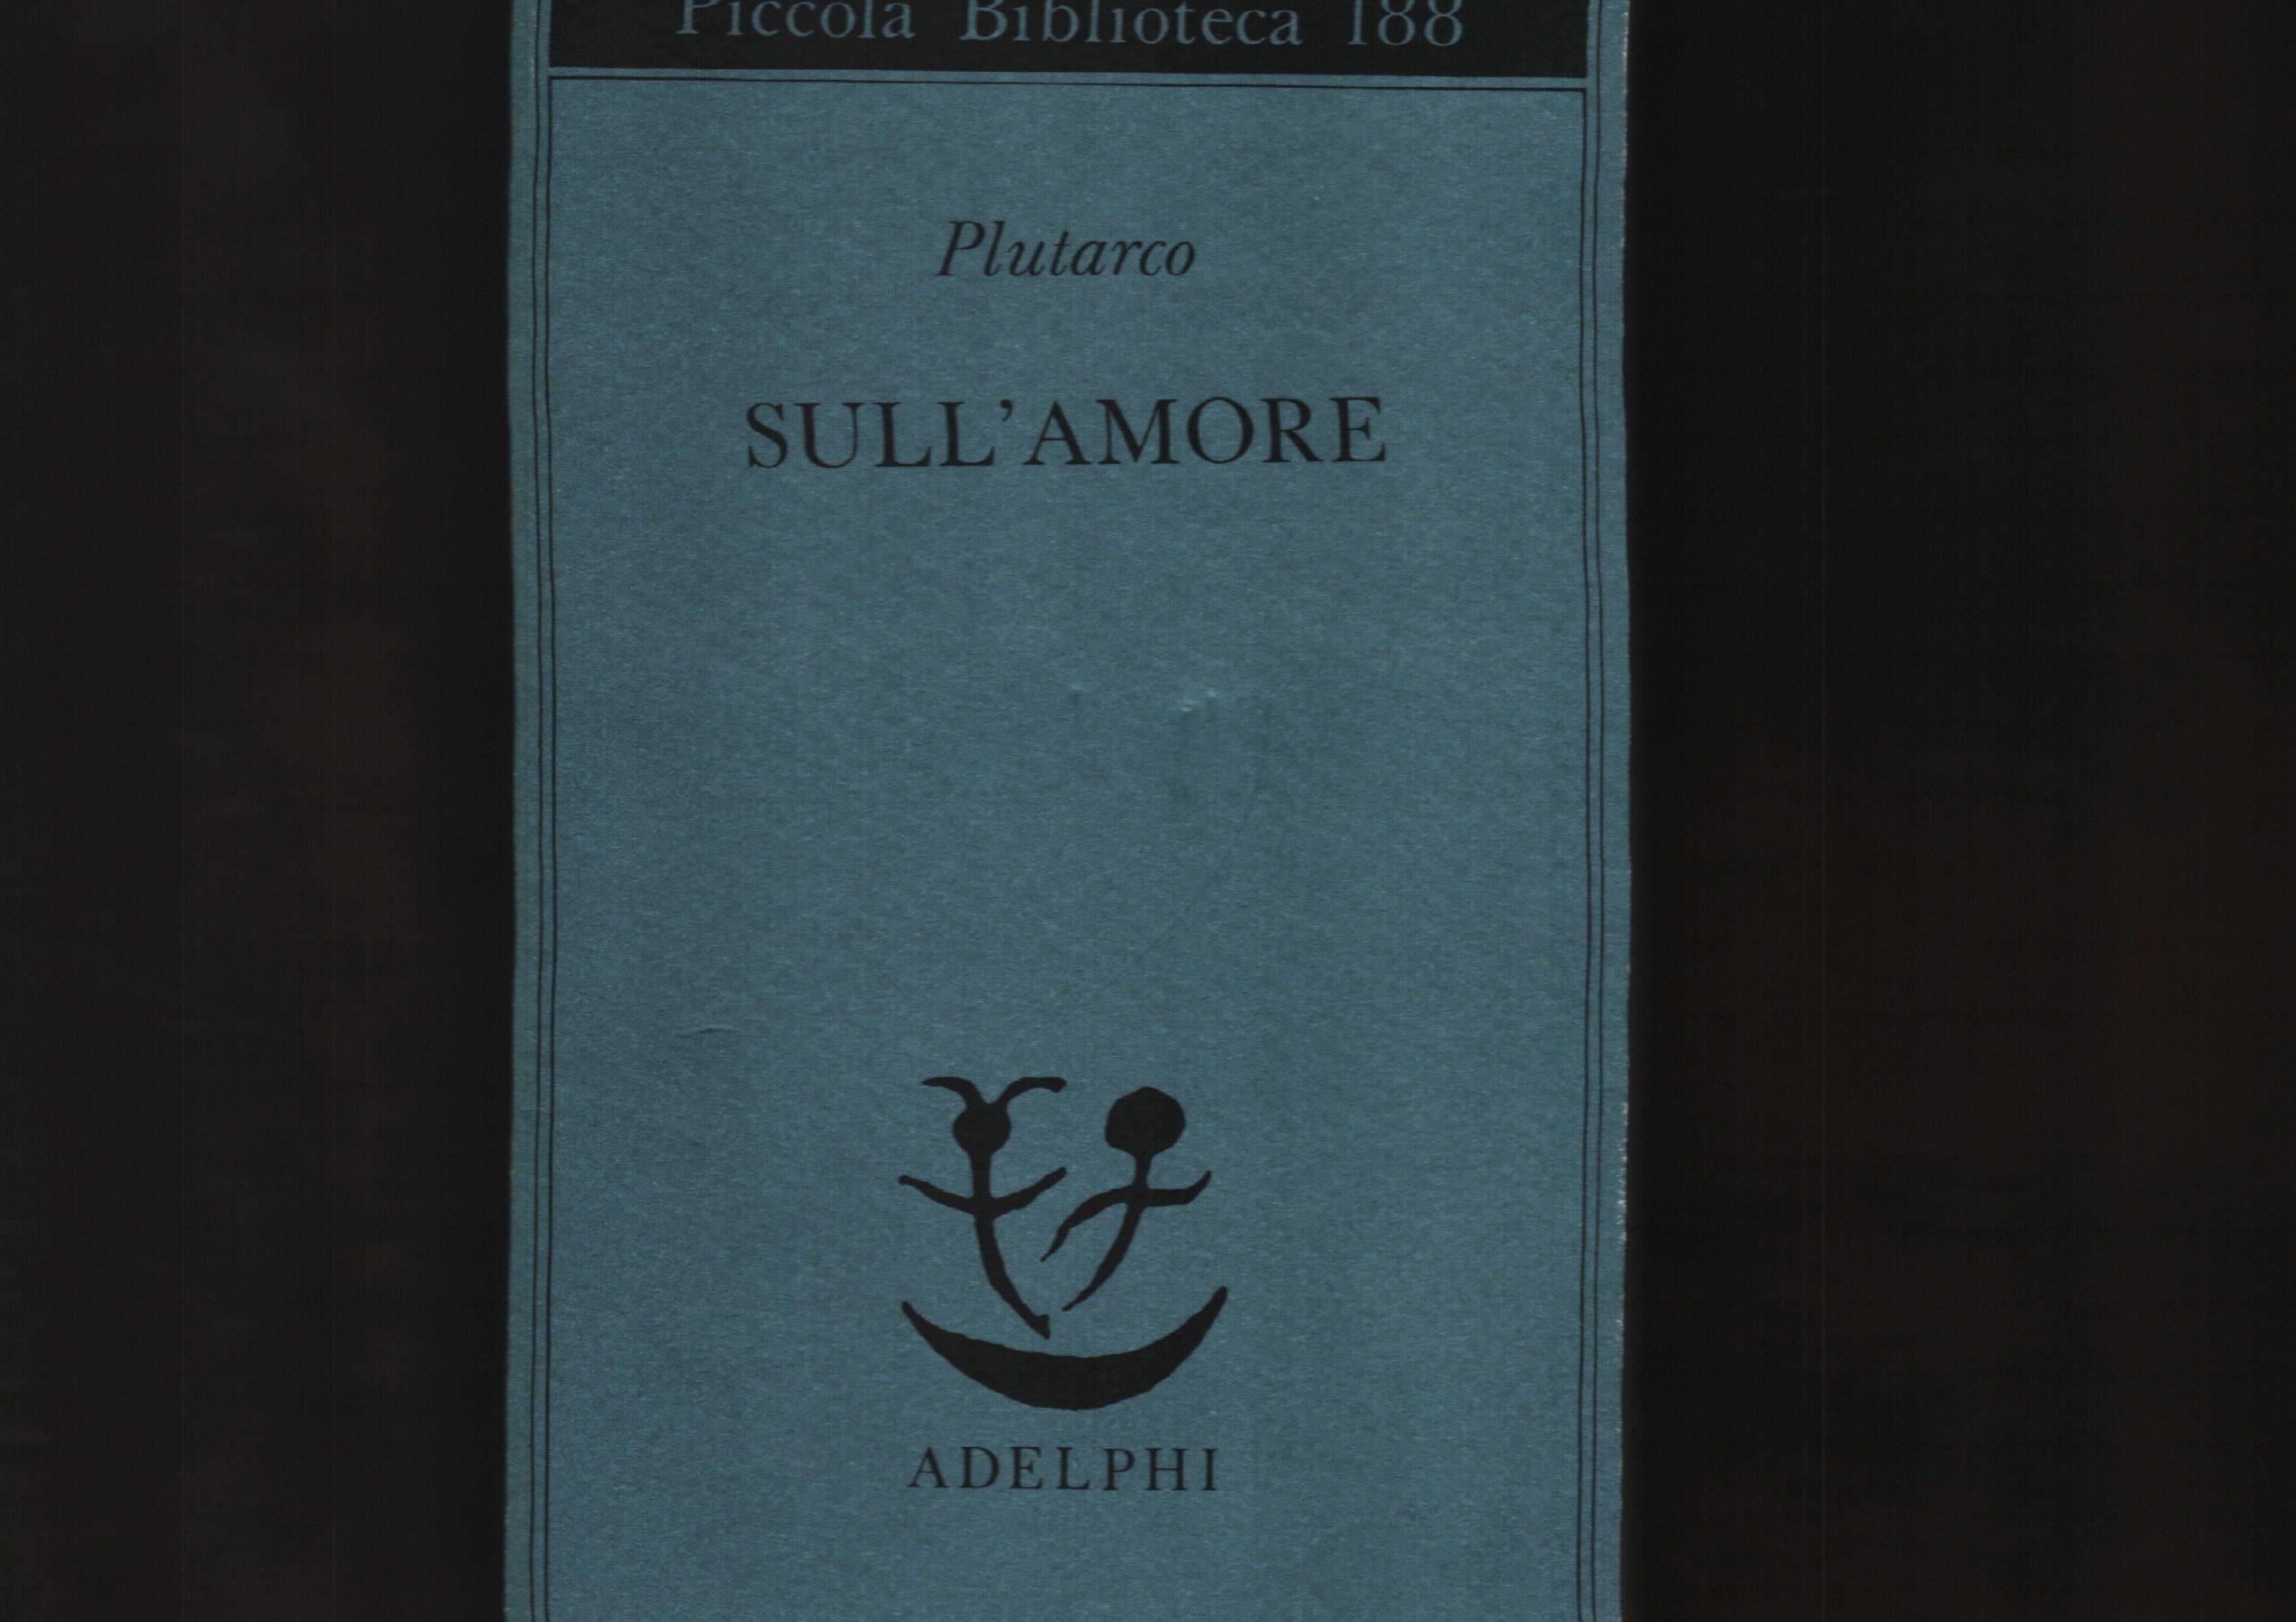 Piccola Biblioteca 188
Plutarco
SULL'AMORE
ADELPHI